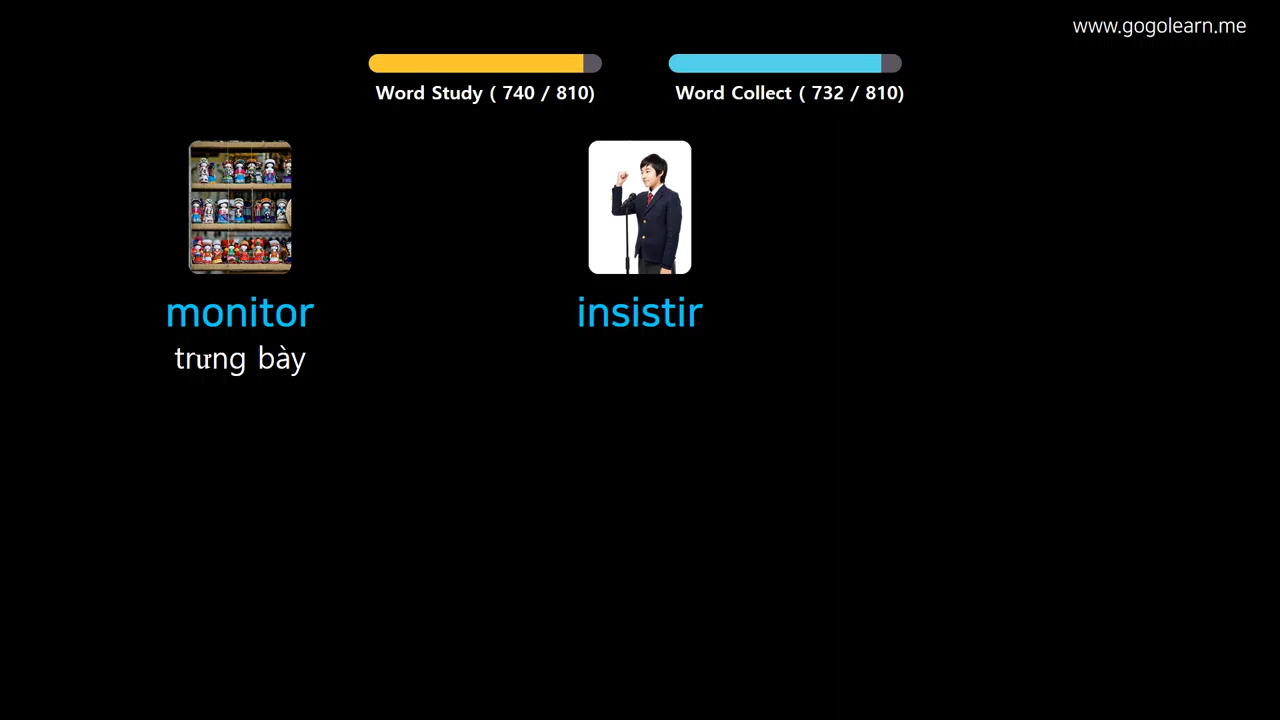 www.gogolearn.me
Word Study ( 740 / 810)
Word Collect ( 732 / 810)
monitor
insistir
trưng bày